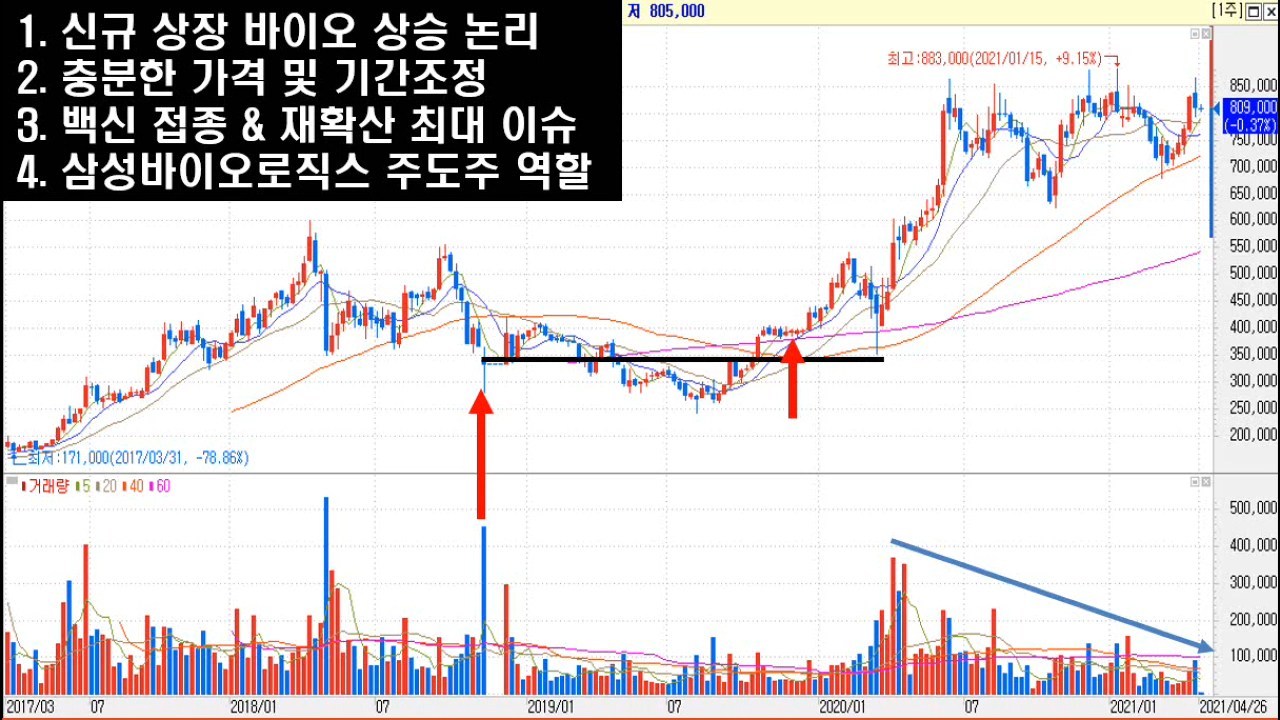 1. 신규 상장 바이오 상승 논리
2. 충분한 가격 및 기간조정
3. 백신 접종 & 재확산 최대 이슈
4. 삼성바이오로직스 주도주 역할
저 805,000
[1주]
최고:883,000(2021/01/15, +9.15%)
850,000
809,000
(-0.37%)
750,000
700,000
650,000
600,000
550,000
500,000
450,000
400,000
350,000
300,000
250,000
200,000
최저:171,000(2017/03/31, -78.86%)
거래량 5 20 40 60
500,000
400,000
300,000
200,000
100,000
2017/03 07 2018/01 07 2019/01 07 2020/01 07 2021/01 2021/04/26